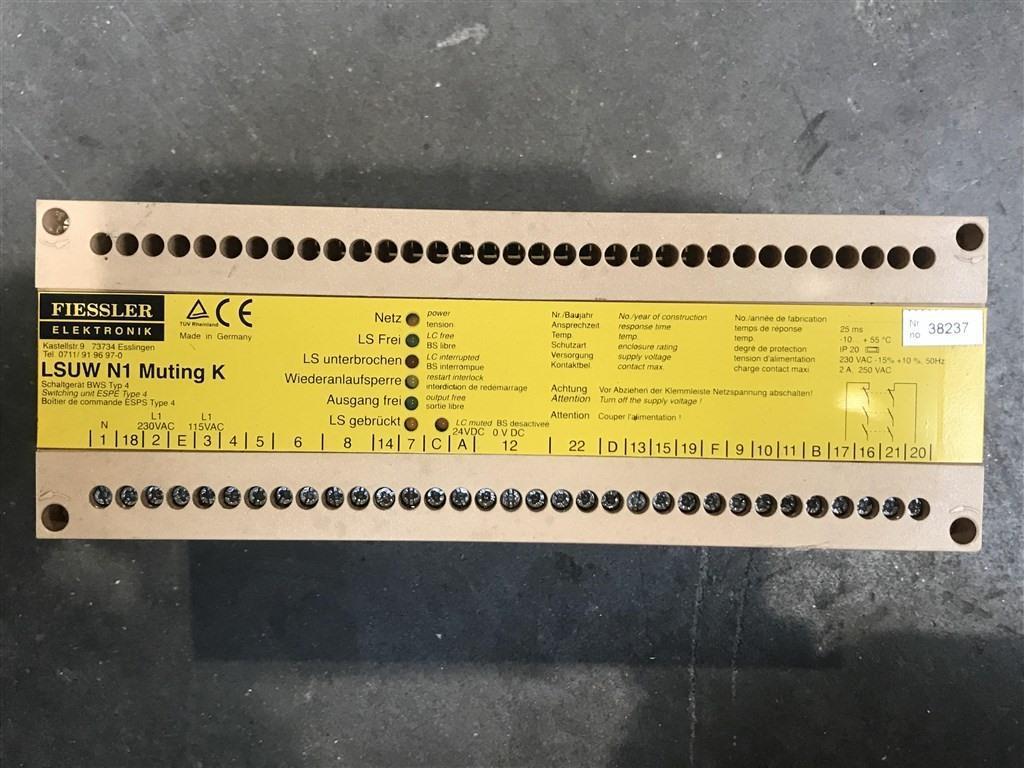 FIESSLER
ELEKTRONIK
TÜV Rheinland
CE
Made in Germany
Kastellstr.9 73734 Esslingen
Tel. 0711/ 91 96 97-0
LSUW N1 Muting K
Schaltgerät BWS Typ 4
Switching unit ESPE Type 4
Boîtier de commande ESPS Type 4
Netz power
tension
LS Frei LC free
BS libre
LS unterbrochen LC interrupted
BS interrompue
Wiederanlaufsperre restart interlock
interdiction de redemarrage
Ausgang frei output free
sortie libre
LS gebrückt LC muted BS desactivee
24VDC 0 V DC
Nr./Baujahr No./year of construction No./année de fabrication
Ansprechzeit response time temps de réponse 25 ms
Temp. temp. temp. -10... + 55 °C
Schutzart enclosure rating degré de protection IP 20
Versorgung supply voltage tension d'alimentation 230 VAC -15% +10 %, 50Hz
Kontaktbel. contact max. charge contact maxi 2 A, 250 VAC
Nr
no 38237
Achtung Vor Abziehen der Klemmleiste Netzspannung abschalten!
Attention Turn off the supply voltage !
Attention Couper l'alimentation !
L1 L1
N 230VAC 115VAC
1 18 2 E 3 4 5 6 8 14 7 C A 12 22 D 13 15 19 F 9 10 11 B 17 16 21 20